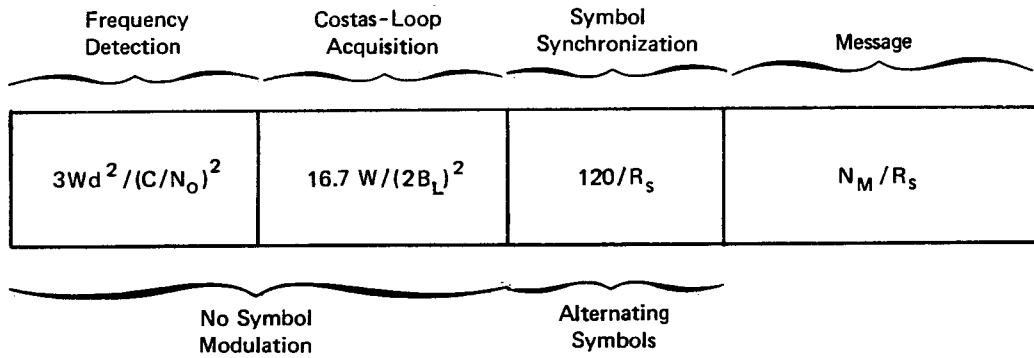 Frequency
Detection
Costas-Loop
Acquisition
Symbol
Synchronization
Message
3Wd²/(C/N₀)²
16.7 W/(2B_L)²
120/R_s
N_M/R_s
No Symbol
Modulation
Alternating
Symbols